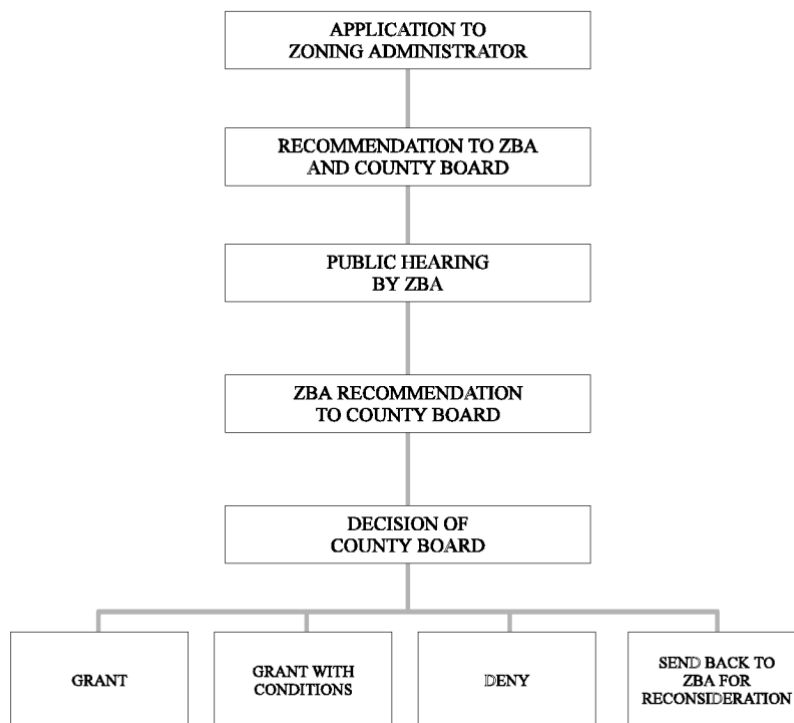 APPLICATION TO
ZONING ADMINISTRATOR
RECOMMENDATION TO ZBA
AND COUNTY BOARD
PUBLIC HEARING
BY ZBA
ZBA RECOMMENDATION
TO COUNTY BOARD
DECISION OF
COUNTY BOARD
GRANT
GRANT WITH
CONDITIONS
DENY
SEND BACK TO
ZBA FOR
RECONSIDERATION